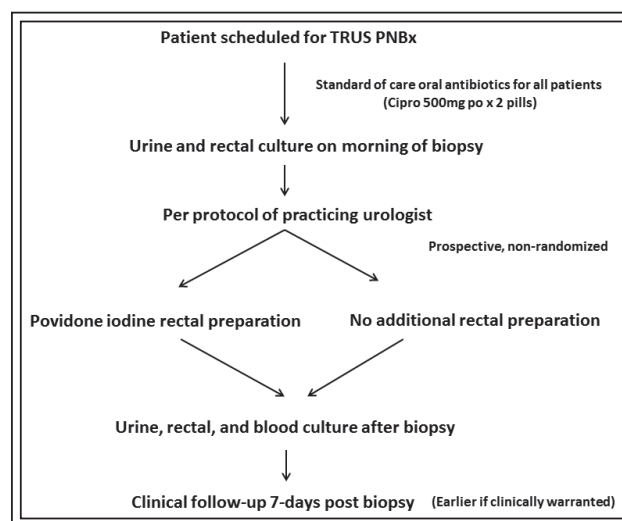 Patient scheduled for TRUS PNBx
Standard of care oral antibiotics for all patients
(Cipro 500mg po x 2 pills)
Urine and rectal culture on morning of biopsy
Per protocol of practicing urologist
Prospective, non-randomized
Povidone iodine rectal preparation
No additional rectal preparation
Urine, rectal, and blood culture after biopsy
Clinical follow-up 7-days post biopsy (Earlier if clinically warranted)